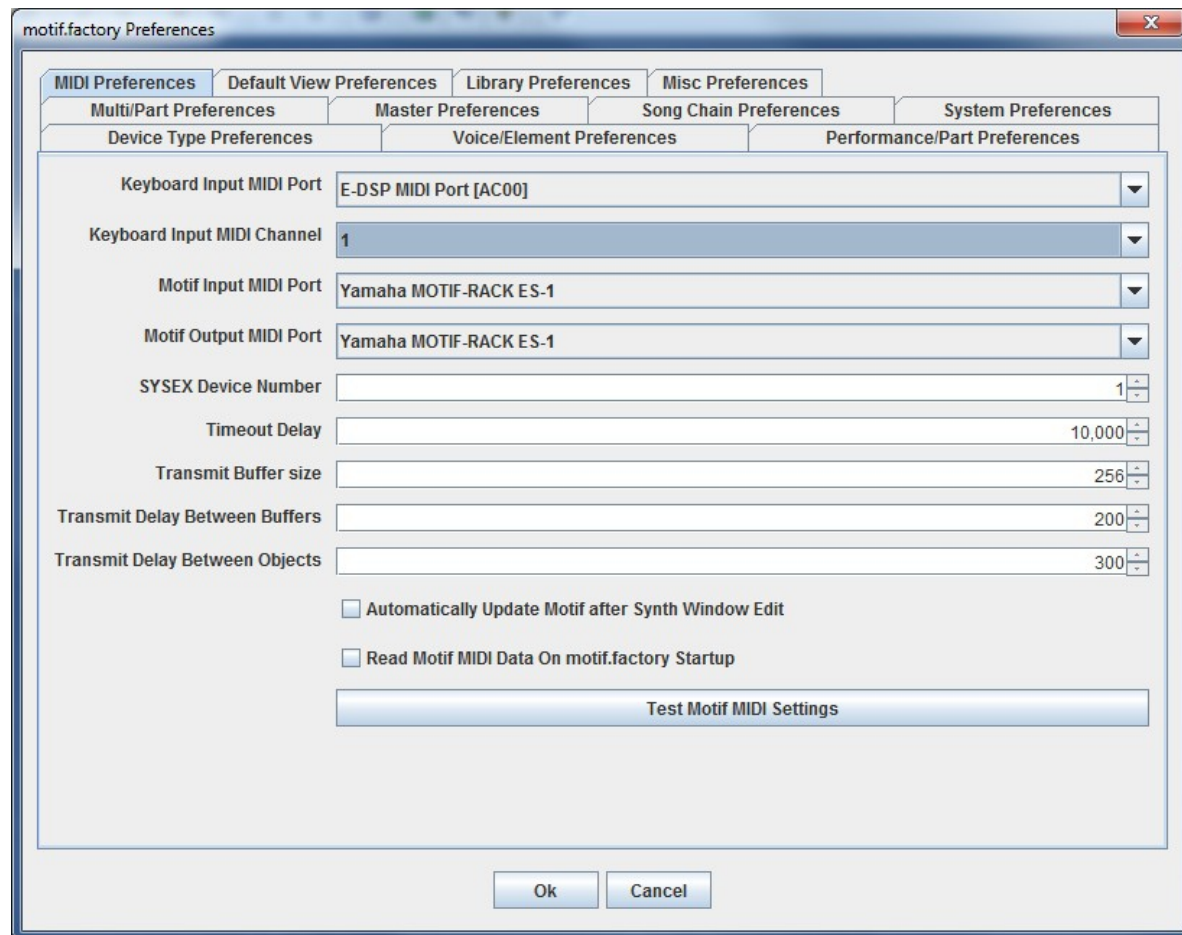 motif.factory Preferences
MIDI Preferences Default View Preferences Library Preferences Misc Preferences
Multi/Part Preferences Master Preferences Song Chain Preferences System Preferences
Device Type Preferences Voice/Element Preferences Performance/Part Preferences
Keyboard Input MIDI Port E-DSP MIDI Port [AC00]
Keyboard Input MIDI Channel 1
Motif Input MIDI Port Yamaha MOTIF-RACK ES-1
Motif Output MIDI Port Yamaha MOTIF-RACK ES-1
SYSEX Device Number 1
Timeout Delay 10,000
Transmit Buffer size 256
Transmit Delay Between Buffers 200
Transmit Delay Between Objects 300
Automatically Update Motif after Synth Window Edit
Read Motif MIDI Data On motif.factory Startup
Test Motif MIDI Settings
Ok Cancel